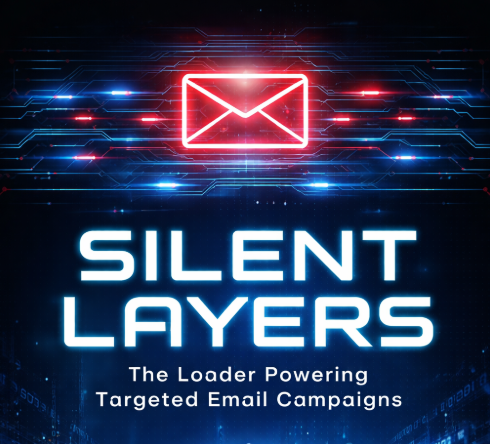 SILENT
LAYERS
The Loader Powering
Targeted Email Campaigns